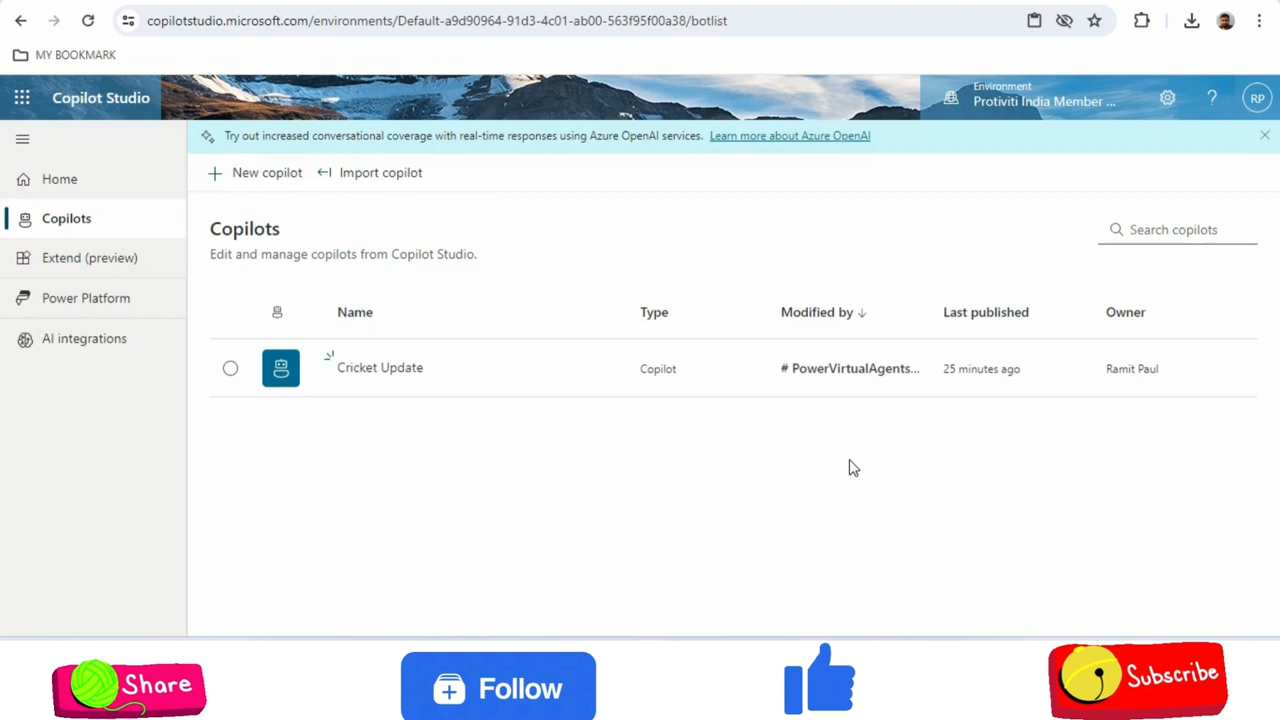 copilotstudio.microsoft.com/environments/Default-a9d90964-91d3-4c01-ab00-563f95f00a38/botlist
MY BOOKMARK
Copilot Studio
Environment
Protiviti India Member ...
?
RP
Try out increased conversational coverage with real-time responses using Azure OpenAI services. Learn more about Azure OpenAI
New copilot
Import copilot
Home
Copilots
Extend (preview)
Power Platform
AI integrations
Copilots
Edit and manage copilots from Copilot Studio.
Search copilots
Name Type Modified by ↓ Last published Owner
Cricket Update Copilot # PowerVirtualAgents... 25 minutes ago Ramit Paul
Share
Follow
Subscribe